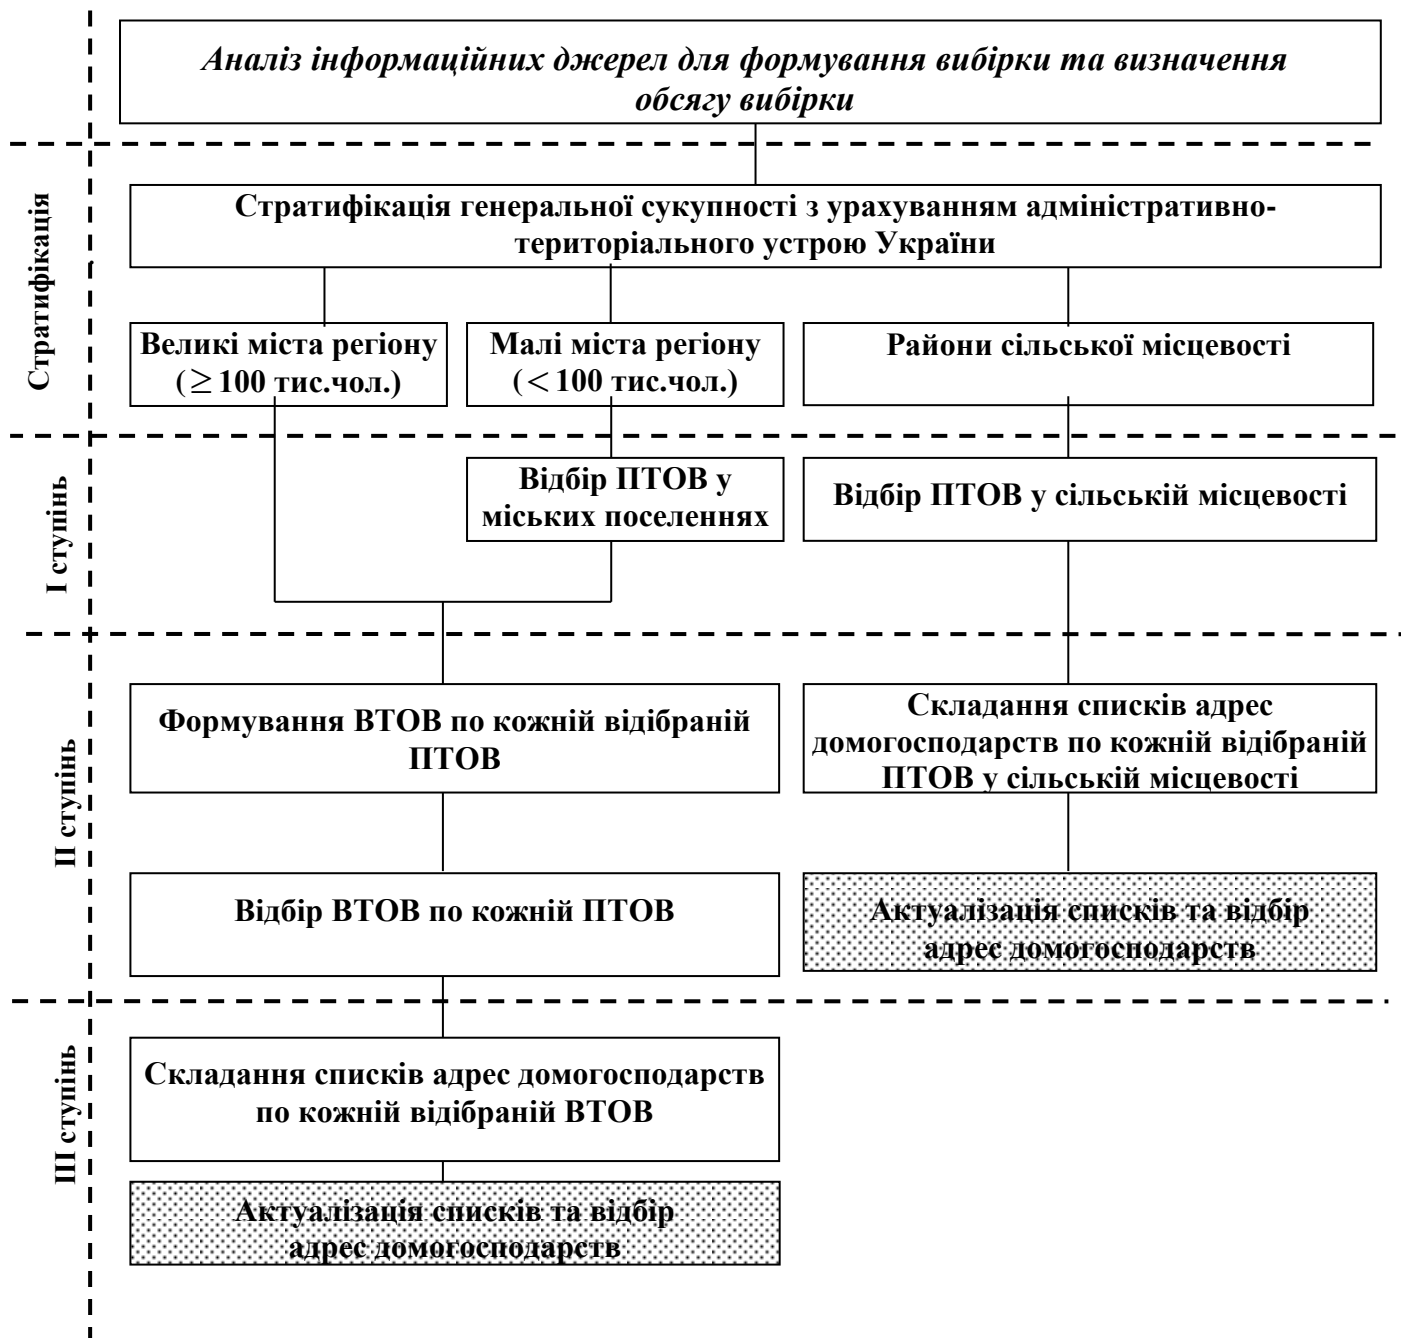 Аналіз інформаційних джерел для формування вибірки та визначення
обсягу вибірки
Стратифікація
Стратифікація генеральної сукупності з урахуванням адміністративно-
територіального устрою України
Великі міста регіону
(≥ 100 тис.чол.)
Малі міста регіону
(< 100 тис.чол.)
Райони сільської місцевості
І ступінь
Відбір ПТОВ у
міських поселеннях
Відбір ПТОВ у сільській місцевості
ІІ ступінь
Формування ВТОВ по кожній відібраній
ПТОВ
Складання списків адрес
домогосподарств по кожній відібраній
ПТОВ у сільській місцевості
Відбір ВТОВ по кожній ПТОВ
Актуалізація списків та відбір
адрес домогосподарств
ІІІ ступінь
Складання списків адрес домогосподарств
по кожній відібраній ВТОВ
Актуалізація списків та відбір
адрес домогосподарств